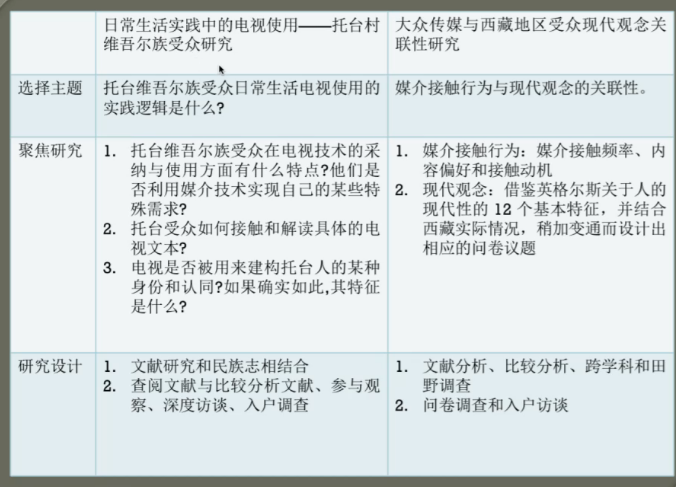 日常生活实践中的电视使用——托台村
维吾尔族受众研究
大众传媒与西藏地区受众现代观念关
联性研究
选择主题
托台维吾尔族受众日常生活电视使用的
实践逻辑是什么?
媒介接触行为与现代观念的关联性。
聚焦研究
1. 托台维吾尔族受众在电视技术的采
纳与使用方面有什么特点?他们是
否利用媒介技术实现自己的某些特
殊需求?
2. 托台受众如何接触和解读具体的电
视文本?
3. 电视是否被用来建构托台人的某种
身份和认同?如果确实如此,其特征
是什么?
1. 媒介接触行为：媒介接触频率、内
容偏好和接触动机
2. 现代观念：借鉴英格尔斯关于人的
现代性的 12 个基本特征，并结合
西藏实际情况，稍加变通而设计出
相应的问卷议题
研究设计
1. 文献研究和民族志相结合
2. 查阅文献与比较分析文献、参与观
察、深度访谈、入户调查
1. 文献分析、比较分析、跨学科和田
野调查
2. 问卷调查和入户访谈